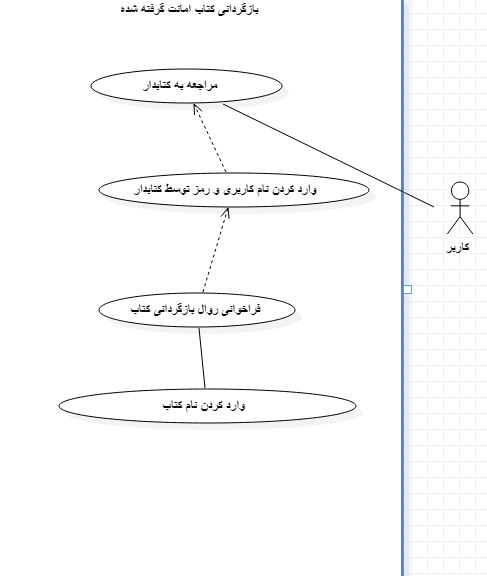 بازگردانی کتاب امانت گرفته شده
مراجعه به کتابدار
وارد کردن نام کاربری و رمز توسط کتابدار
کاربر
فراخوانی روال بازگردانی کتاب
وارد کردن نام کتاب